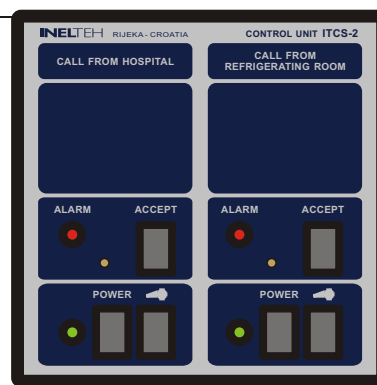 INELTEH RIJEKA - CROATIA CONTROL UNIT ITCS-2
CALL FROM HOSPITAL
CALL FROM
REFRIGERATING ROOM
ALARM ACCEPT
ALARM ACCEPT
POWER
POWER